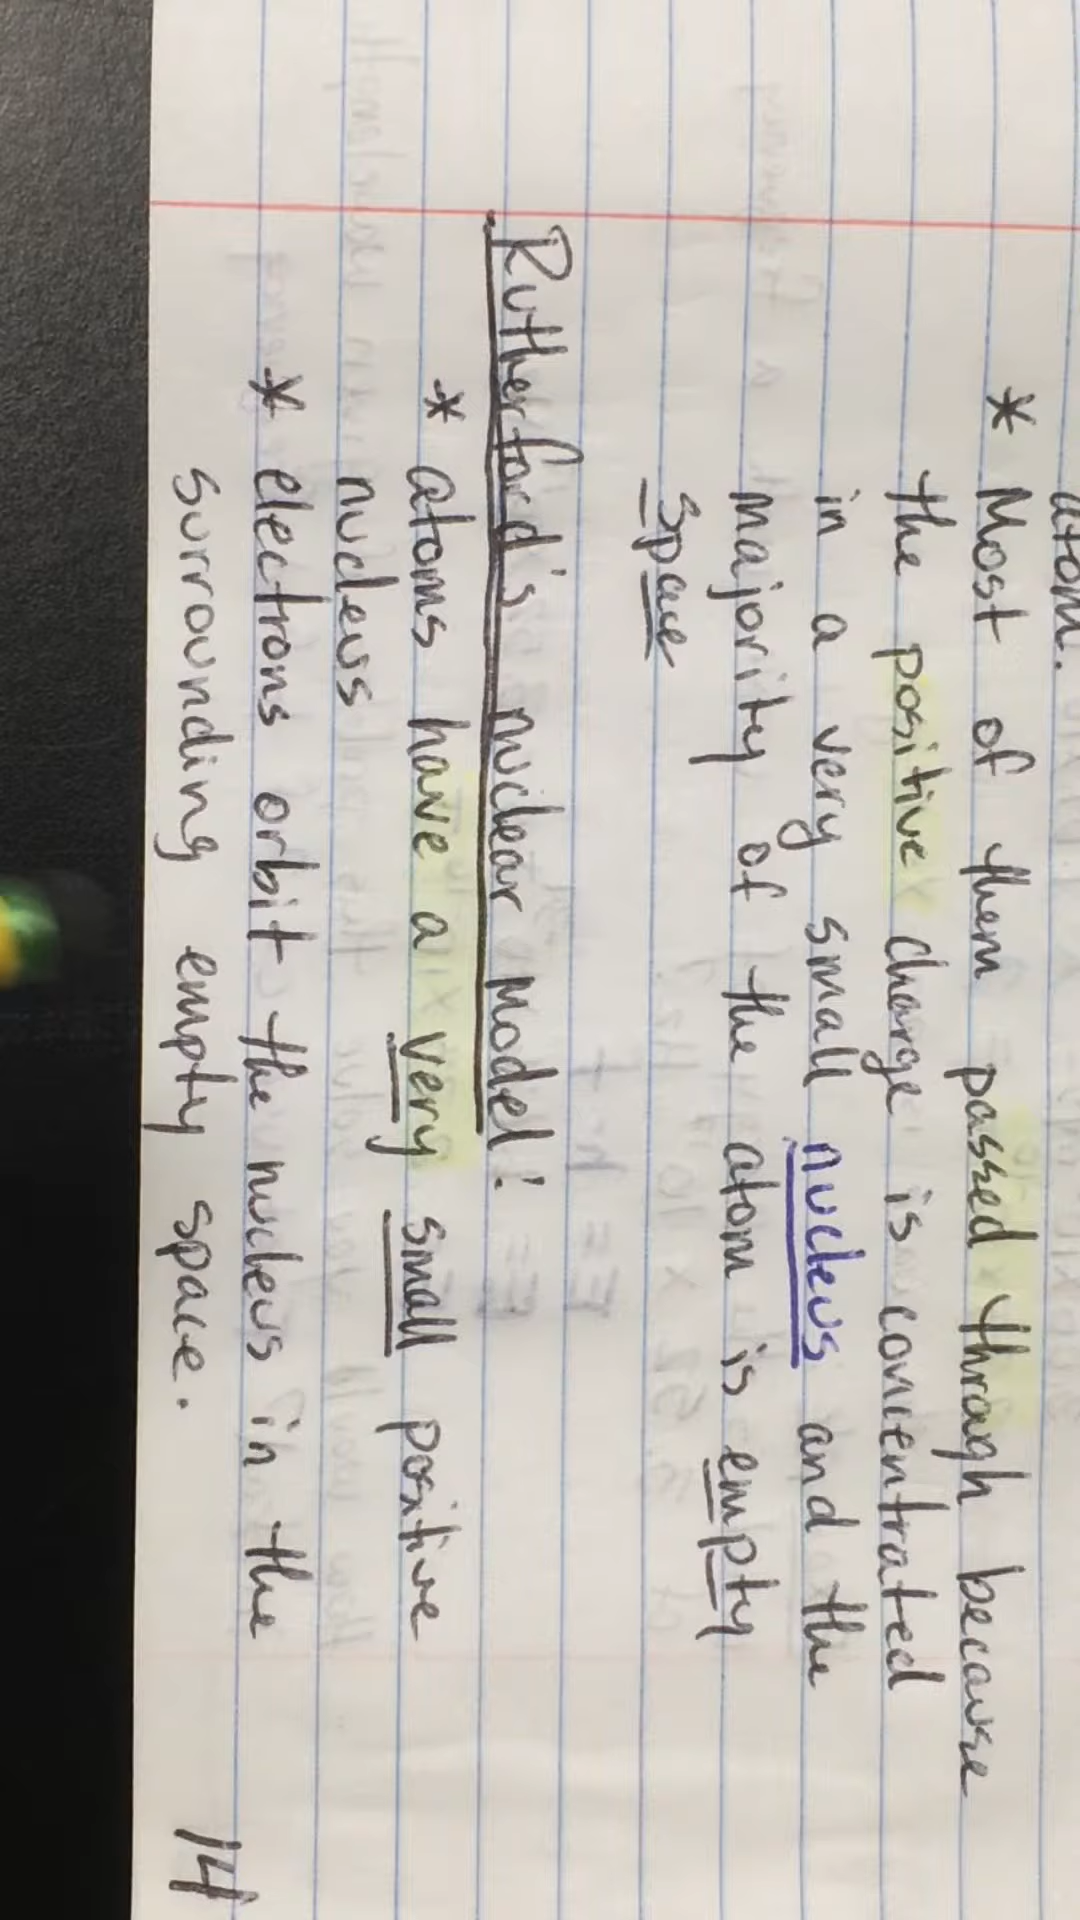 atom.
* Most of them passed through because
the positive charge is concentrated
in a very small nucleus and the
majority of the atom is empty
space
Rutherford's nuclear model:
* atoms have a very small positive
nucleus
* electrons orbit the nucleus in the
surrounding empty space.
14